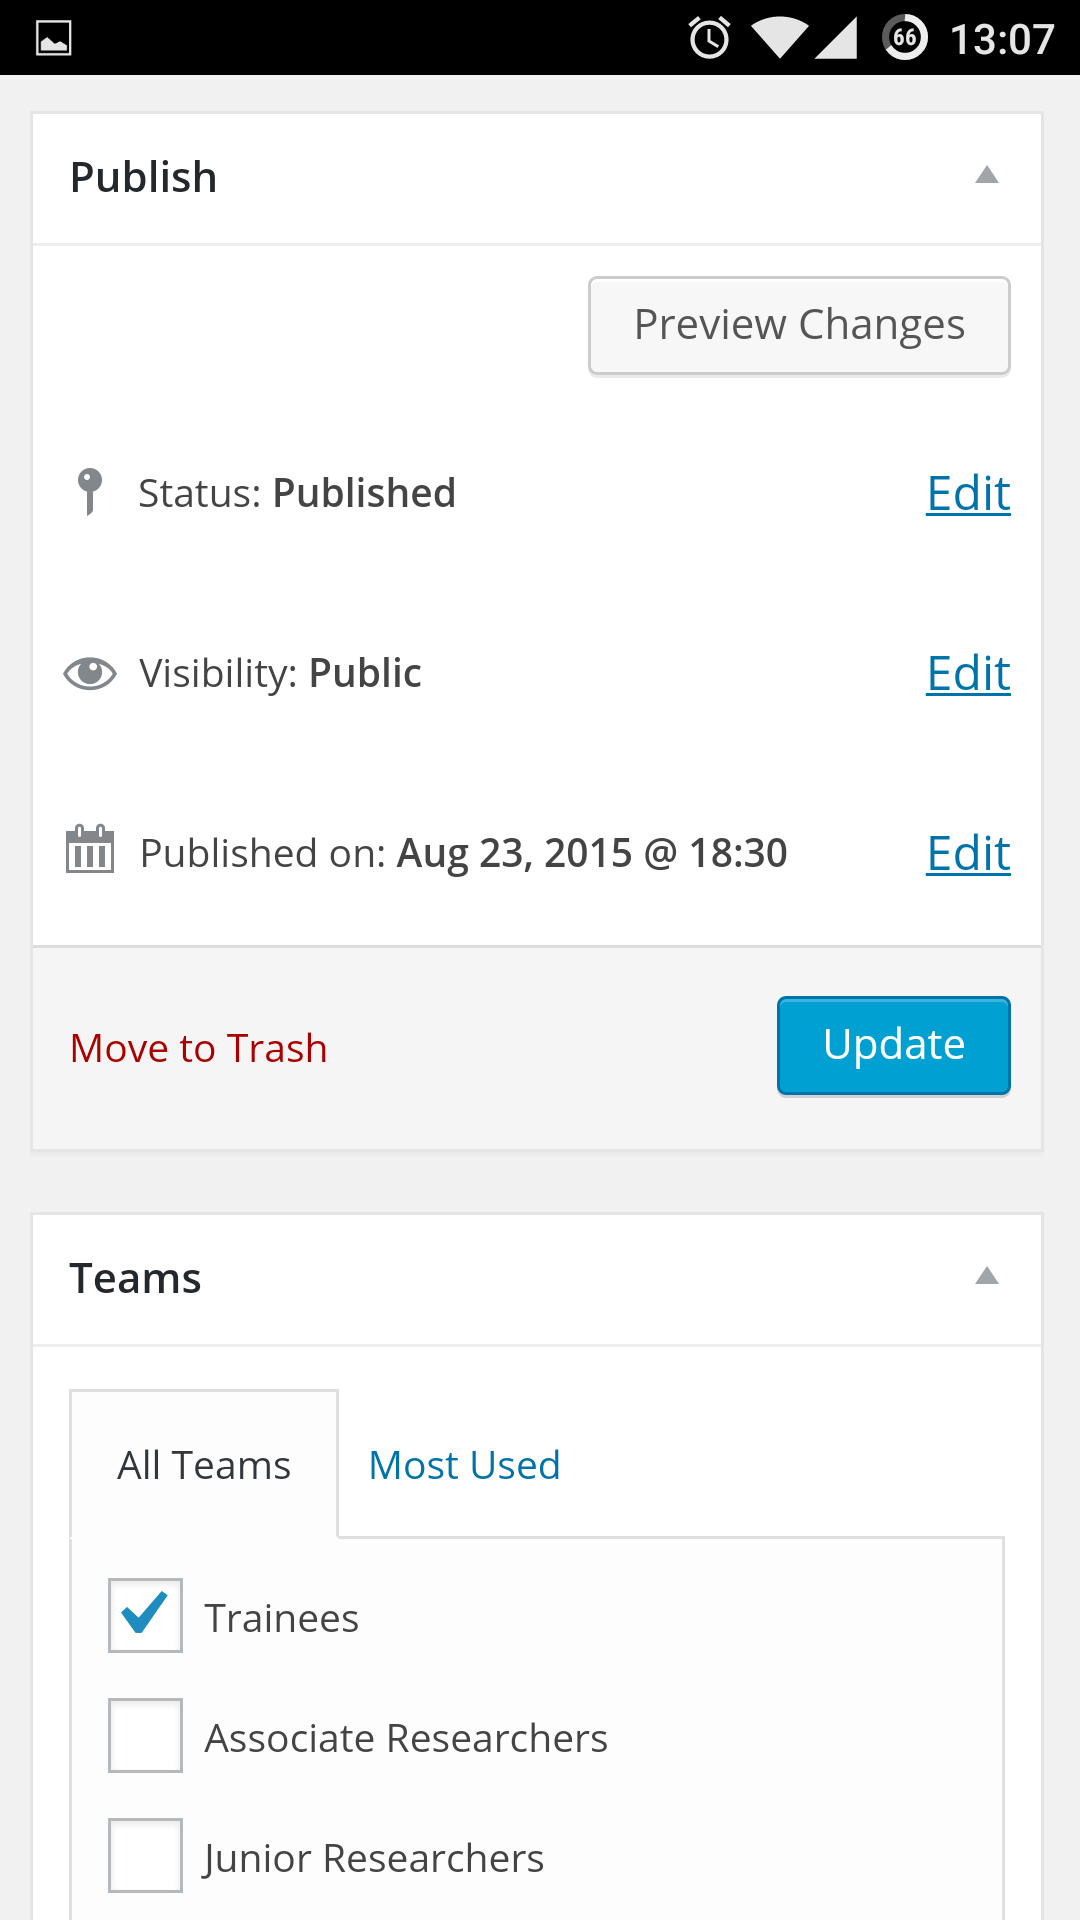 66 13:07
Publish
Preview Changes
Status: Published Edit
Visibility: Public Edit
Published on: Aug 23, 2015 @ 18:30 Edit
Move to Trash Update
Teams
All Teams Most Used
Trainees
Associate Researchers
Junior Researchers